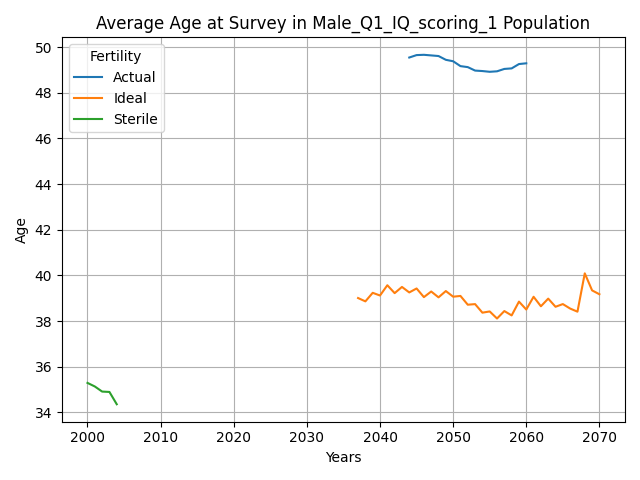 Average Age at Survey in Male_Q1_IQ_scoring_1 Population
Fertility
Actual
Ideal
Sterile
50
48
46
44
42
40
38
36
34
Age
2000 2010 2020 2030 2040 2050 2060 2070
Years